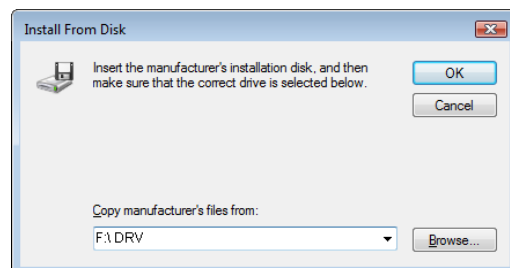 Install From Disk
Insert the manufacturer's installation disk, and then
make sure that the correct drive is selected below.
OK
Cancel
Copy manufacturer's files from:
F:\ DRV
Browse...